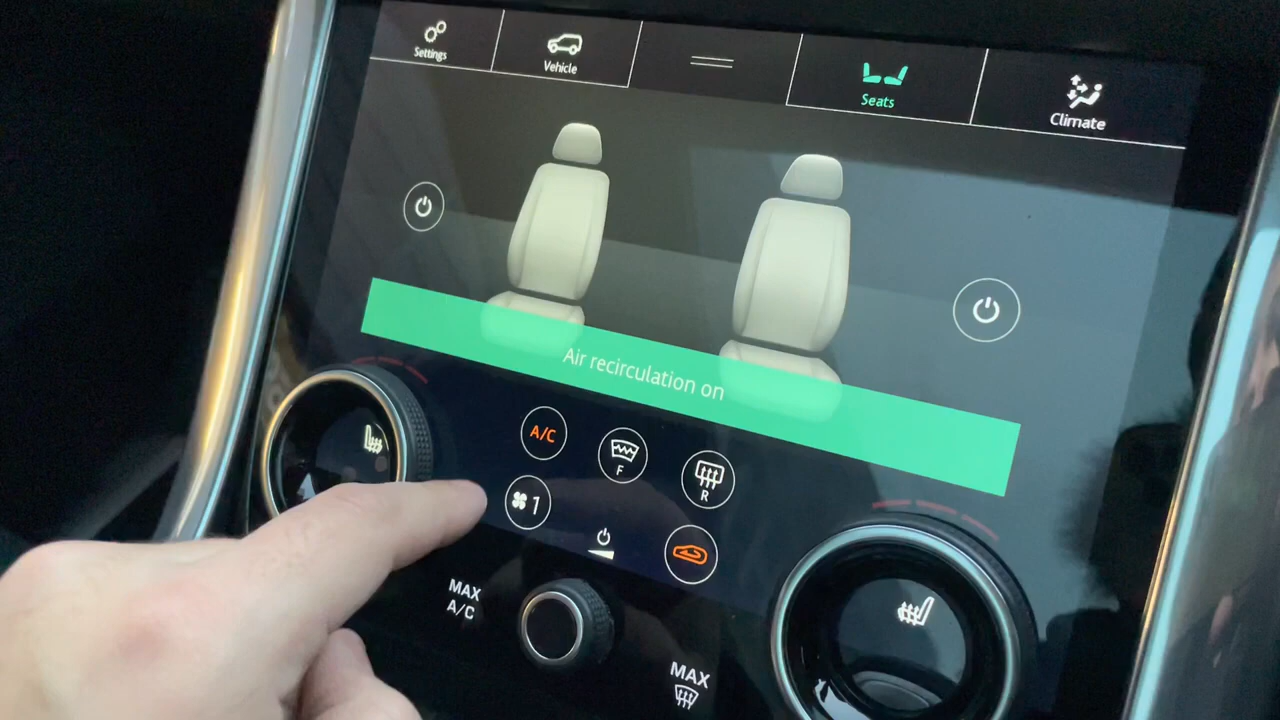 Settings
Vehicle
Seats
Climate
Air recirculation on
A/C
F
R
1
MAX
A/C
MAX